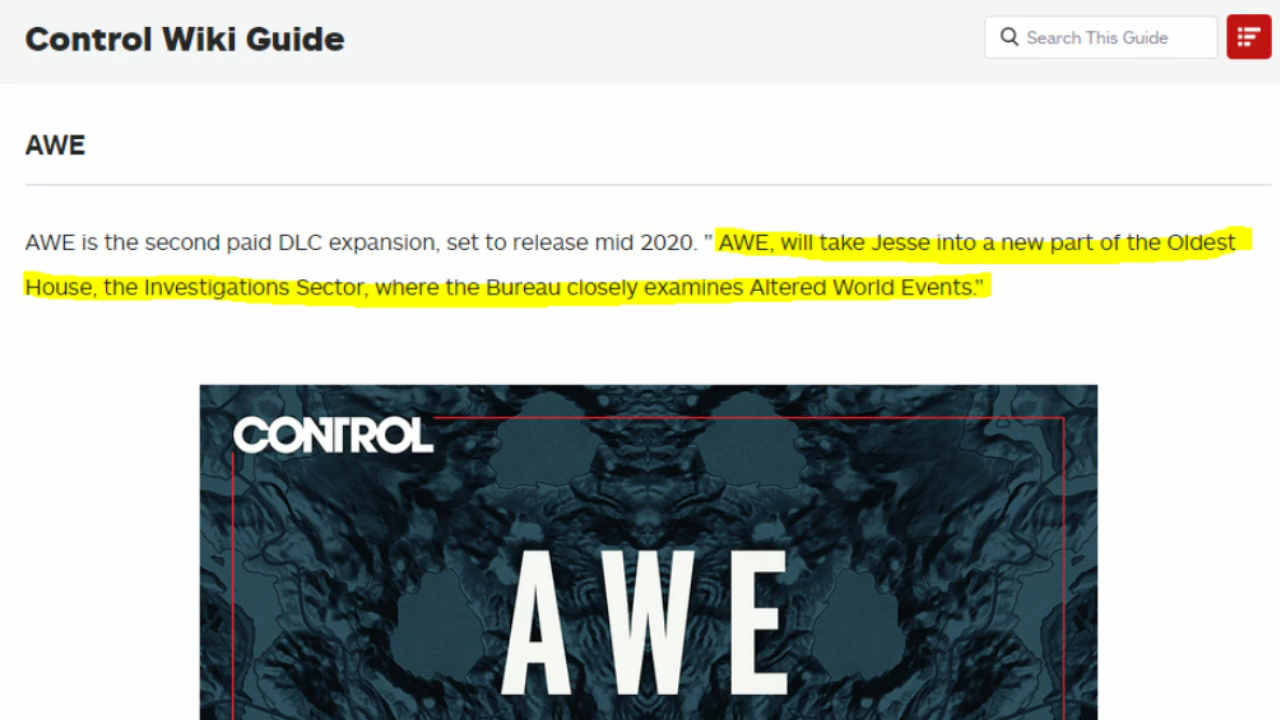 Control Wiki Guide
Search This Guide
AWE
AWE is the second paid DLC expansion, set to release mid 2020. " AWE, will take Jesse into a new part of the Oldest
House, the Investigations Sector, where the Bureau closely examines Altered World Events."
CONTROL
AWE